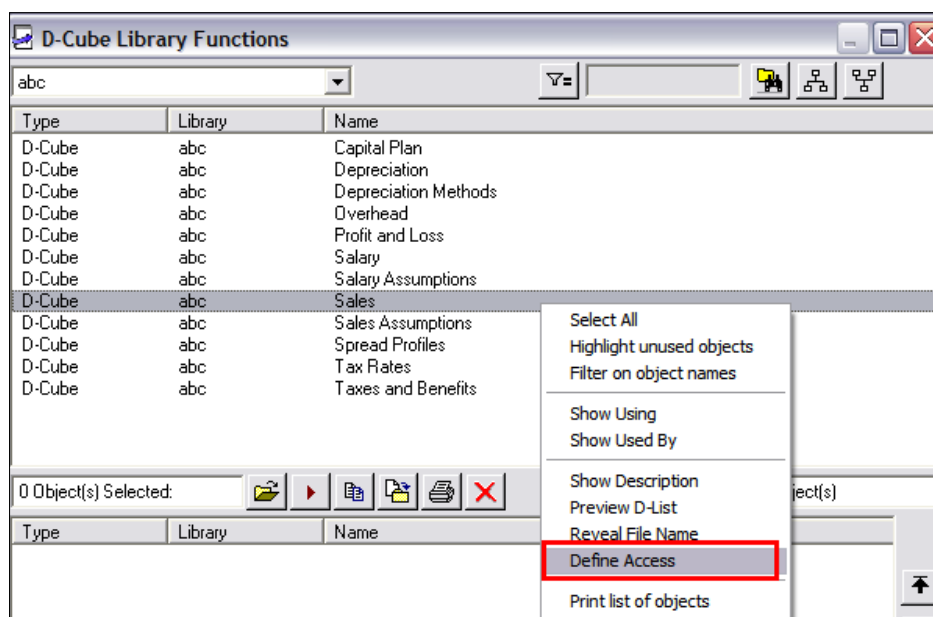 D-Cube Library Functions
abc
Type Library Name
D-Cube abc Capital Plan
D-Cube abc Depreciation
D-Cube abc Depreciation Methods
D-Cube abc Overhead
D-Cube abc Profit and Loss
D-Cube abc Salary
D-Cube abc Salary Assumptions
D-Cube abc Sales
D-Cube abc Sales Assumptions
D-Cube abc Spread Profiles
D-Cube abc Tax Rates
D-Cube abc Taxes and Benefits
Select All
Highlight unused objects
Filter on object names
Show Using
Show Used By
Show Description
Preview D-List
Reveal File Name
Define Access
Print list of objects
0 Object(s) Selected: ject(s)
Type Library Name